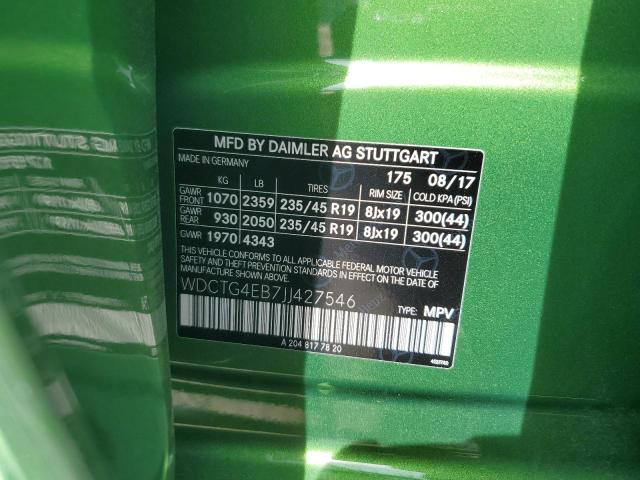 MFD BY DAIMLER AG STUTTGART
MADE IN GERMANY 175 08/17
KG LB TIRES RIM SIZE COLD KPA (PSI)
GAWR FRONT 1070 2359 235/45 R19 8Jx19 300(44)
GAWR REAR 930 2050 235/45 R19 8Jx19 300(44)
GVWR 1970 4343
THIS VEHICLE CONFORMS TO ALL APPLICABLE FEDERAL MOTOR VEHICLE
SAFETY AND THEFT PREVENTION STANDARDS IN EFFECT ON THE DATE OF
MANUFACTURE SHOWN ABOVE.
WDCTG4EB7JJ427546 TYPE: MPV
A 204 817 78 20